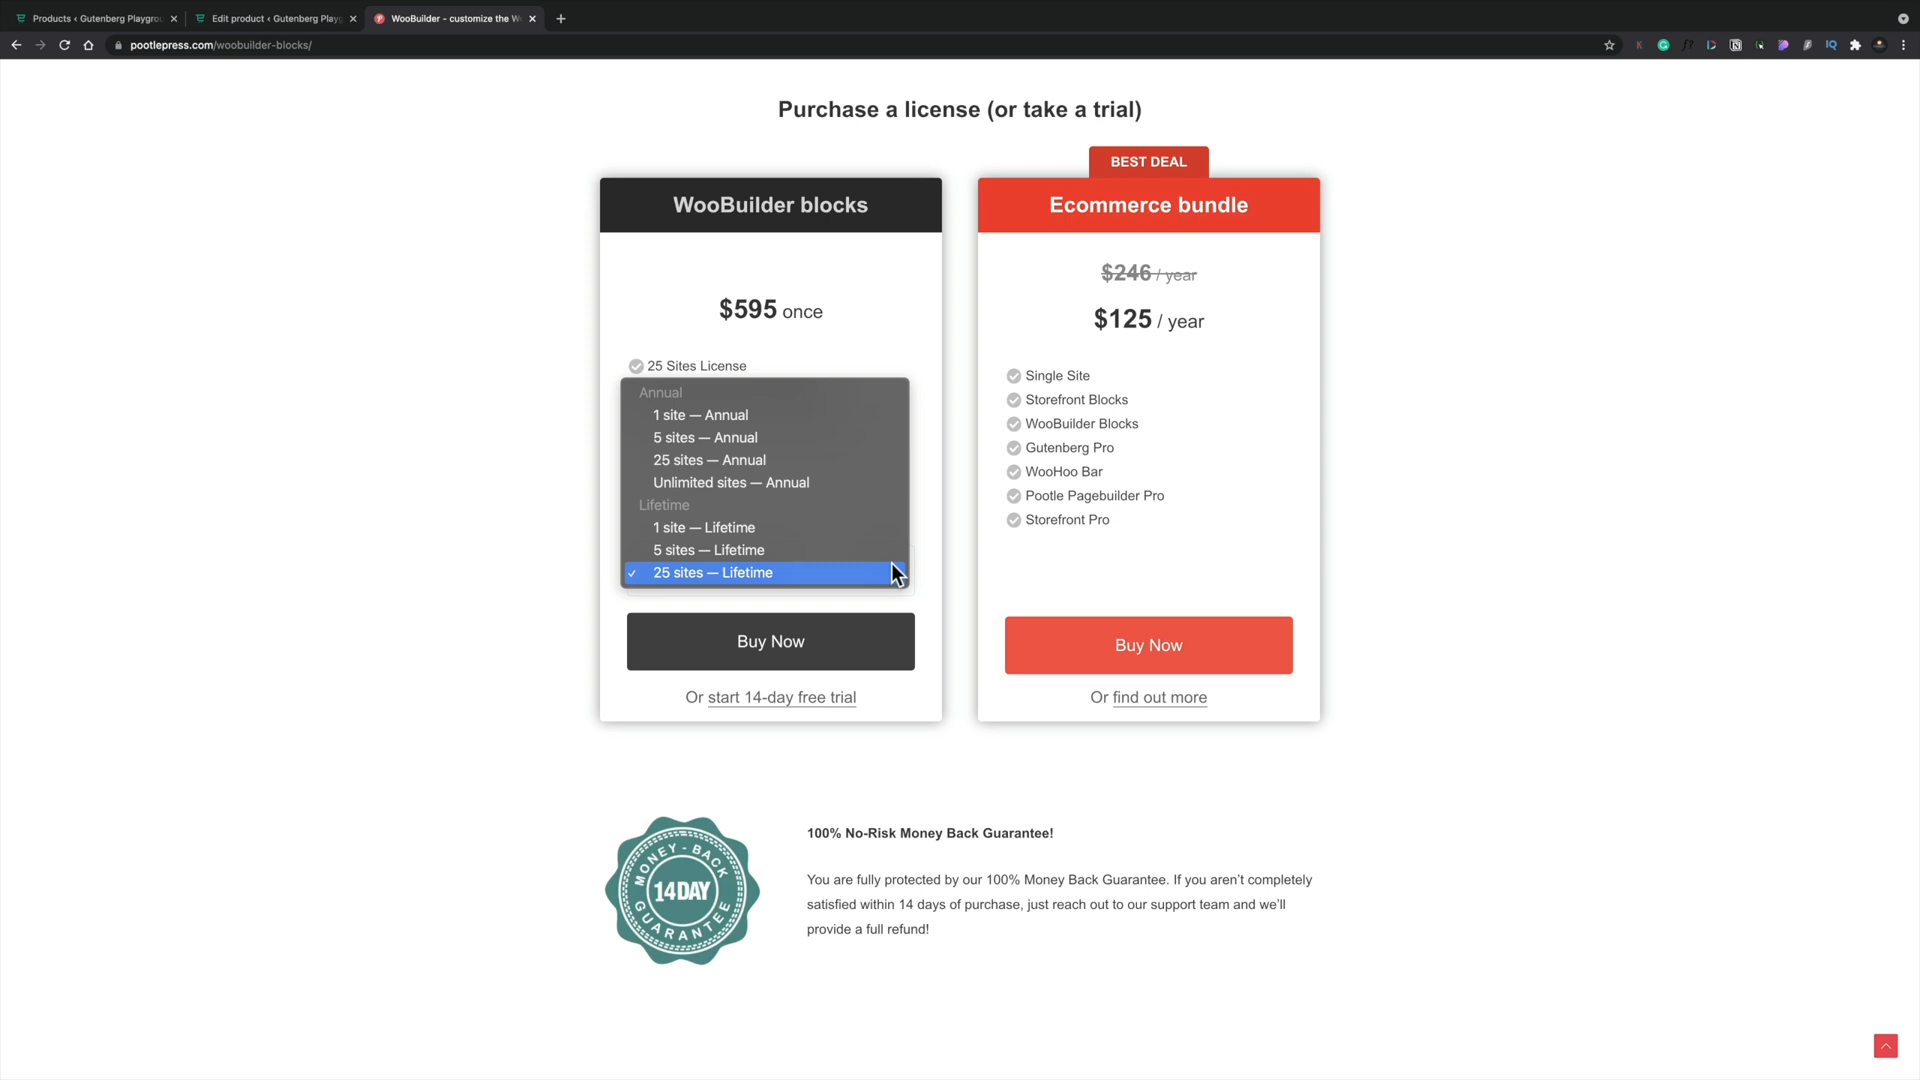 Products ‹ Gutenberg Playgrou
Edit product ‹ Gutenberg Playg
WooBuilder - customize the W
pootlepress.com/woobuilder-blocks/
Purchase a license (or take a trial)
BEST DEAL
WooBuilder blocks
$595 once
25 Sites License
Annual
1 site — Annual
5 sites — Annual
25 sites — Annual
Unlimited sites — Annual
Lifetime
1 site — Lifetime
5 sites — Lifetime
25 sites — Lifetime
Buy Now
Or start 14-day free trial
Ecommerce bundle
$246 / year
$125 / year
Single Site
Storefront Blocks
WooBuilder Blocks
Gutenberg Pro
WooHoo Bar
Pootle Pagebuilder Pro
Storefront Pro
Buy Now
Or find out more
MONEY-BACK
14 DAY
GUARANTEE
100% No-Risk Money Back Guarantee!
You are fully protected by our 100% Money Back Guarantee. If you aren’t completely
satisfied within 14 days of purchase, just reach out to our support team and we’ll
provide a full refund!